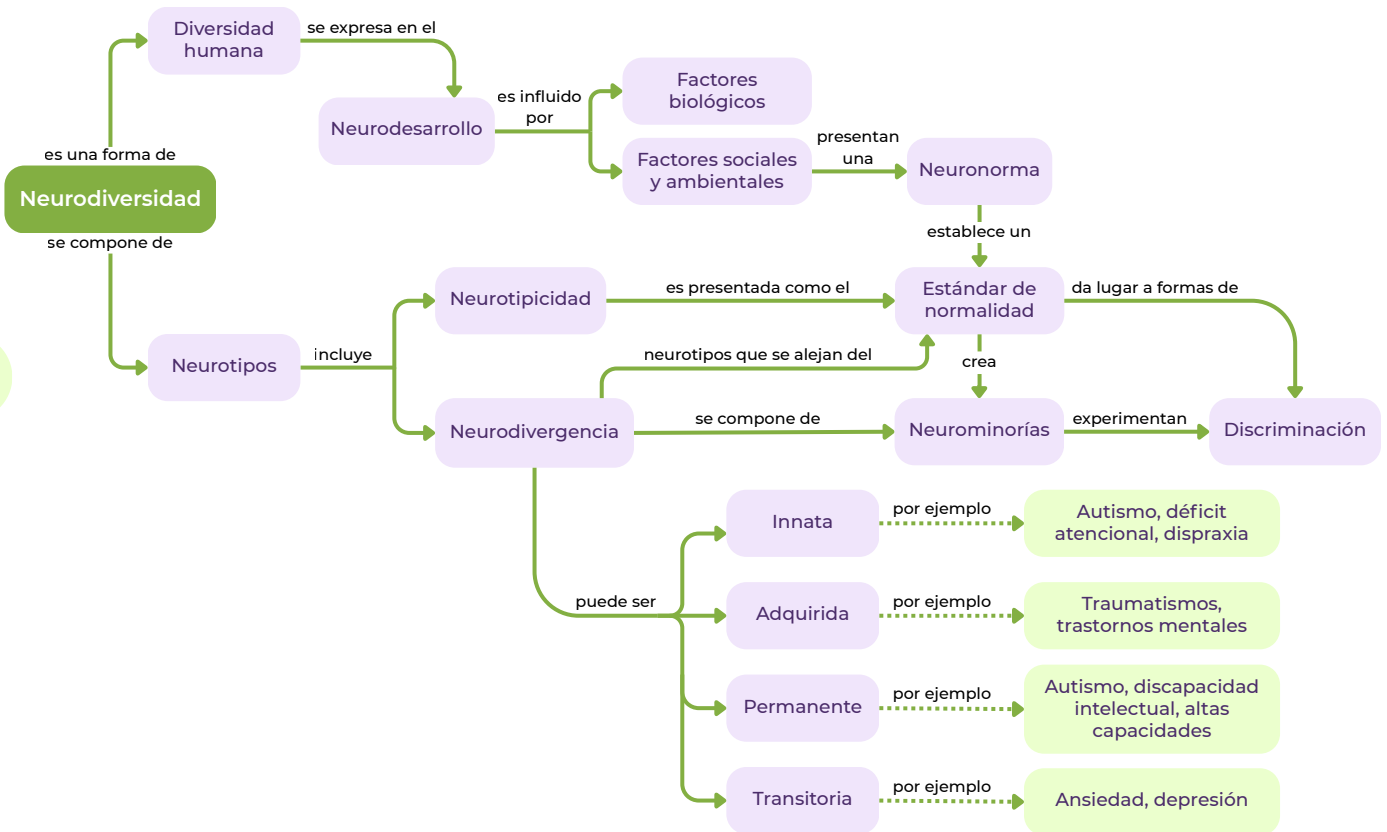 Diversidad
humana
se expresa en el
Neurodesarrollo
es influido
por
Factores
biológicos
Factores sociales
y ambientales
presentan
una
Neuronorma
establece un
es una forma de
Neurodiversidad
se compone de
Neurotipos
incluye
Neurotipicidad
es presentada como el
Estándar de
normalidad
da lugar a formas de
neurotipos que se alejan del
crea
Neurodivergencia
se compone de
Neurominorías
experimentan
Discriminación
puede ser
Innata
por ejemplo
Autismo, déficit
atencional, dispraxia
Adquirida
por ejemplo
Traumatismos,
trastornos mentales
Permanente
por ejemplo
Autismo, discapacidad
intelectual, altas
capacidades
Transitoria
por ejemplo
Ansiedad, depresión